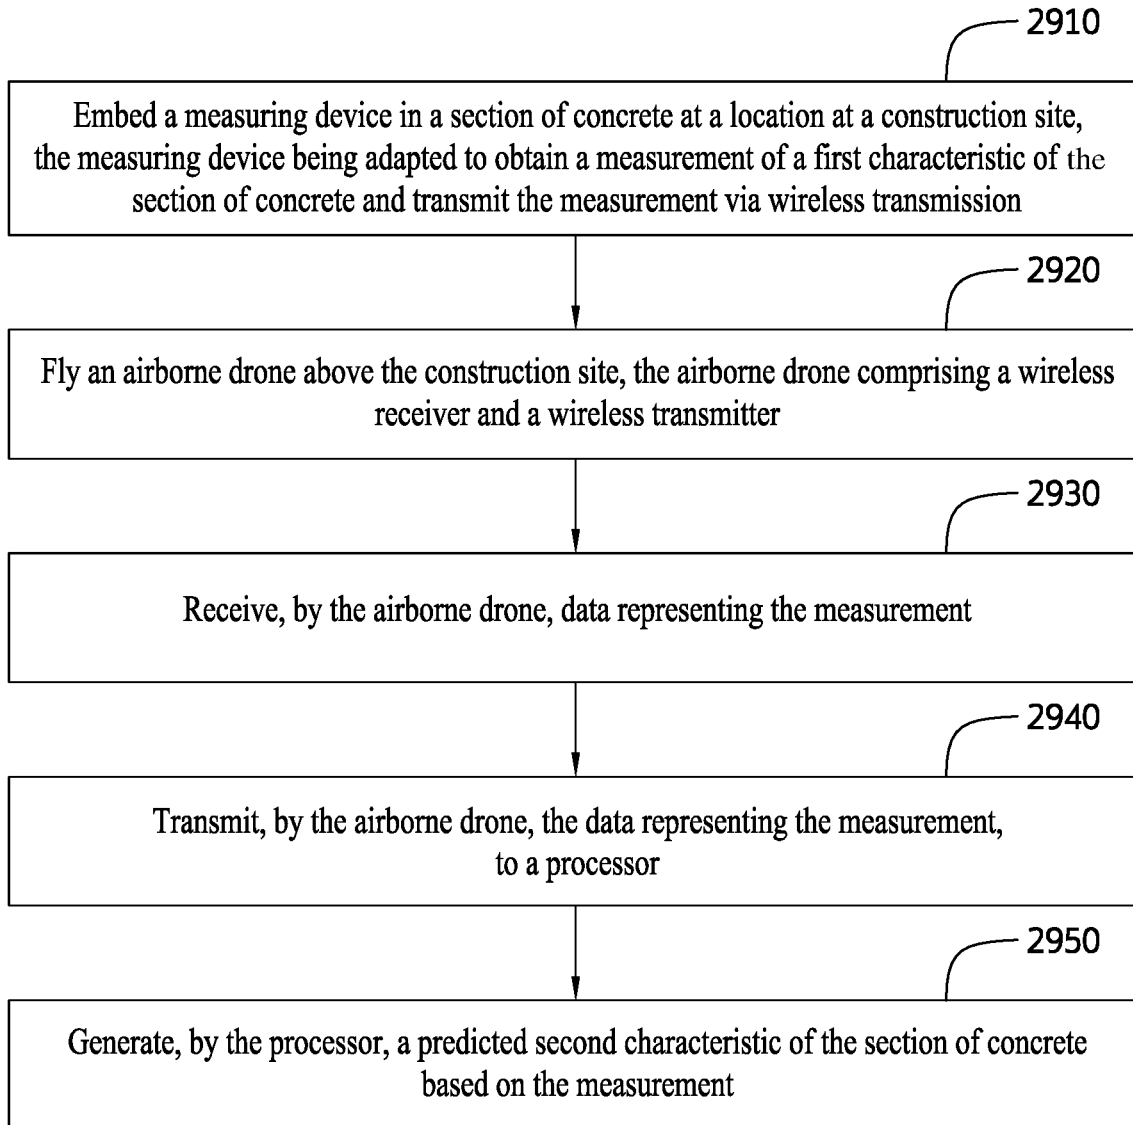 2910
Embed a measuring device in a section of concrete at a location at a construction site,
the measuring device being adapted to obtain a measurement of a first characteristic of the
section of concrete and transmit the measurement via wireless transmission
2920
Fly an airborne drone above the construction site, the airborne drone comprising a wireless
receiver and a wireless transmitter
2930
Receive, by the airborne drone, data representing the measurement
2940
Transmit, by the airborne drone, the data representing the measurement,
to a processor
2950
Generate, by the processor, a predicted second characteristic of the section of concrete
based on the measurement